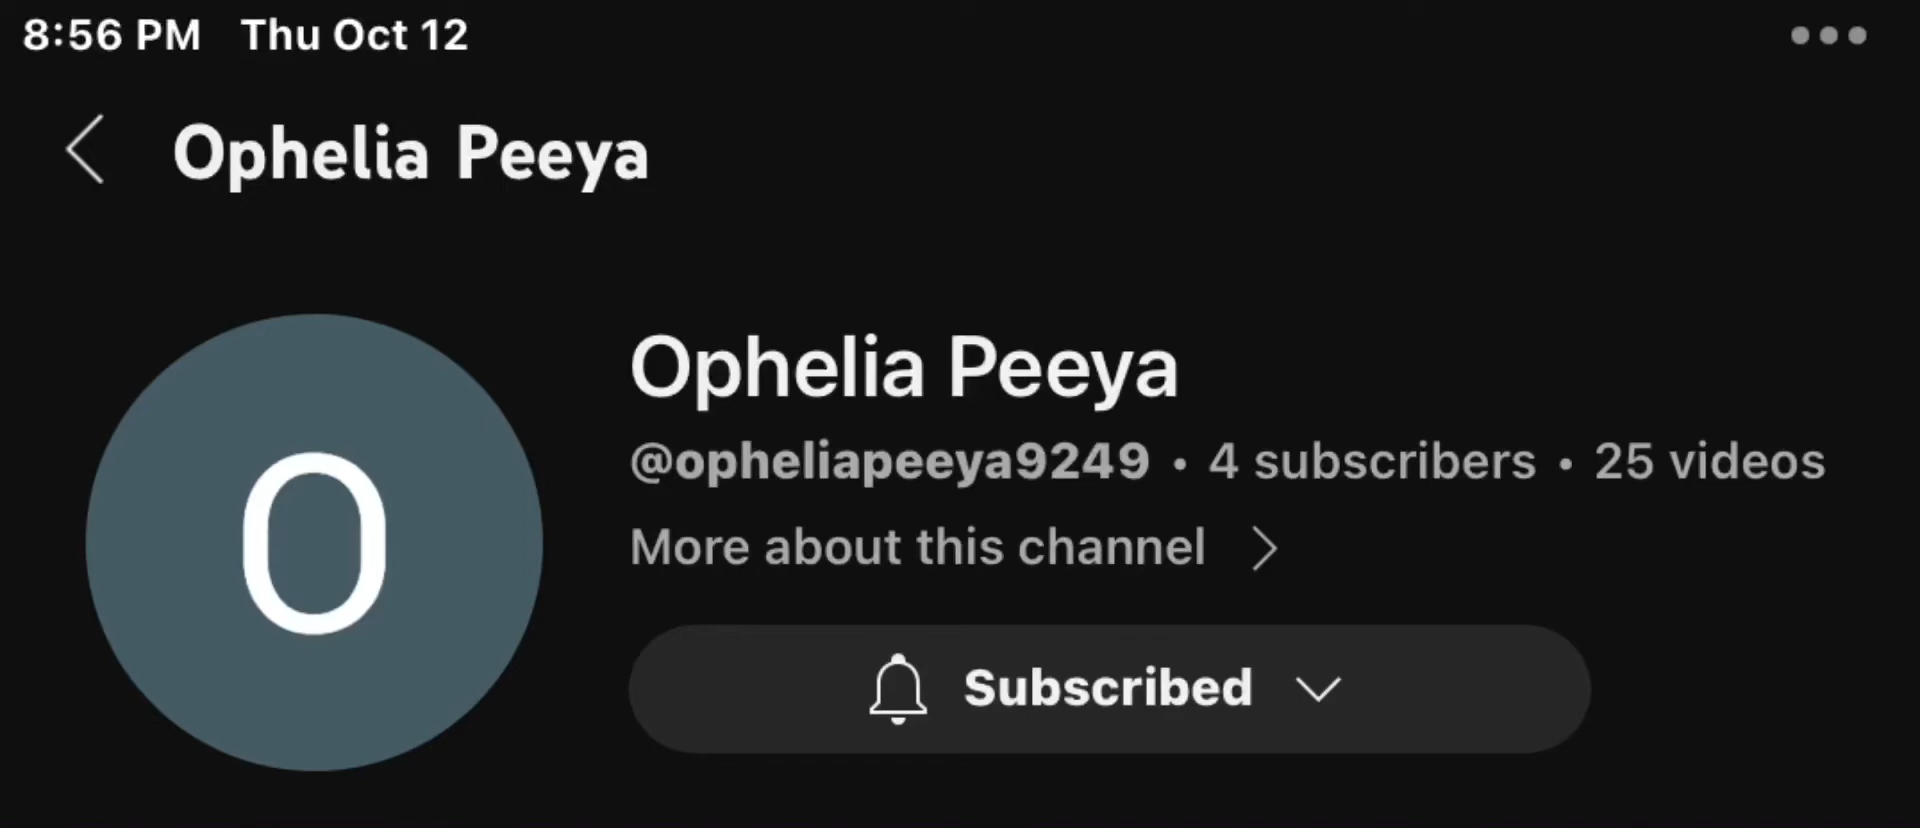 8:56 PM Thu Oct 12
Ophelia Peeya
O
Ophelia Peeya
@opheliapeeya9249 • 4 subscribers • 25 videos
More about this channel
Subscribed